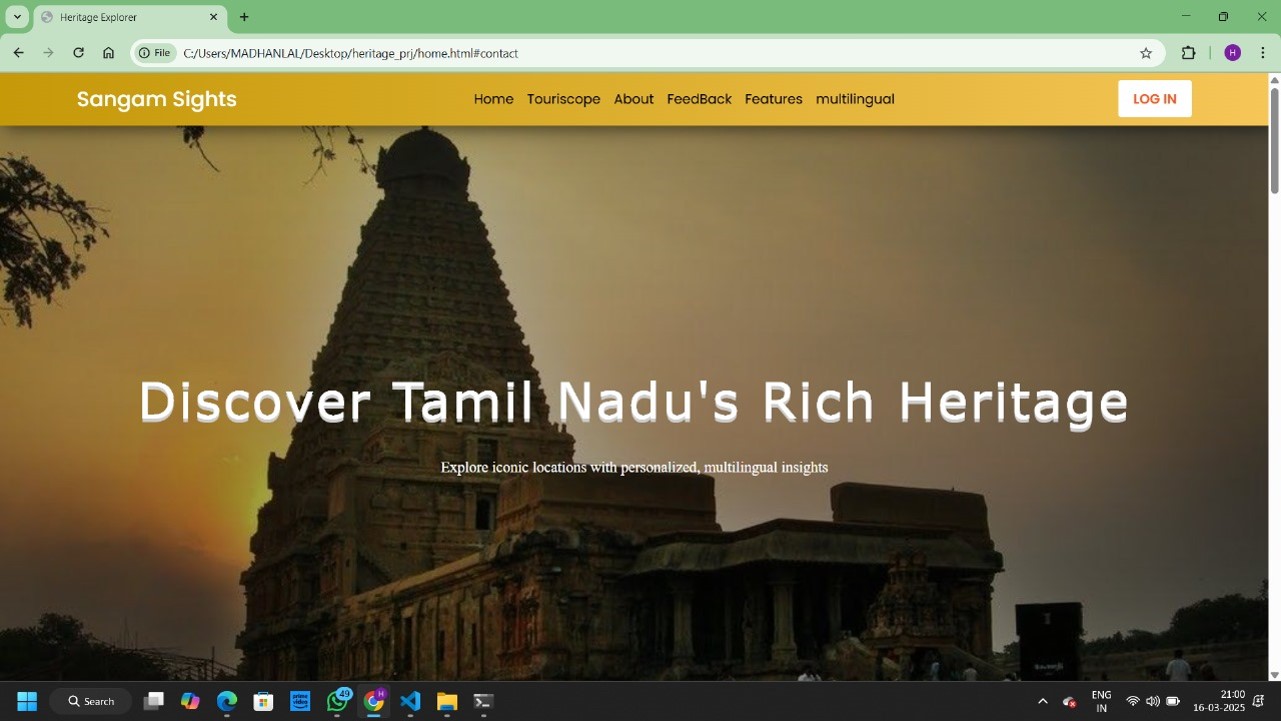 Heritage Explorer
File C:/Users/MADHANLAL/Desktop/heritage_prj/home.html#contact
H
Sangam Sights
Home Touriscope About FeedBack Features multilingual
LOG IN
Discover Tamil Nadu's Rich Heritage
Explore iconic locations with personalized, multilingual insights
Search
prime video
49
H
ENG
IN
21:00
16-03-2025